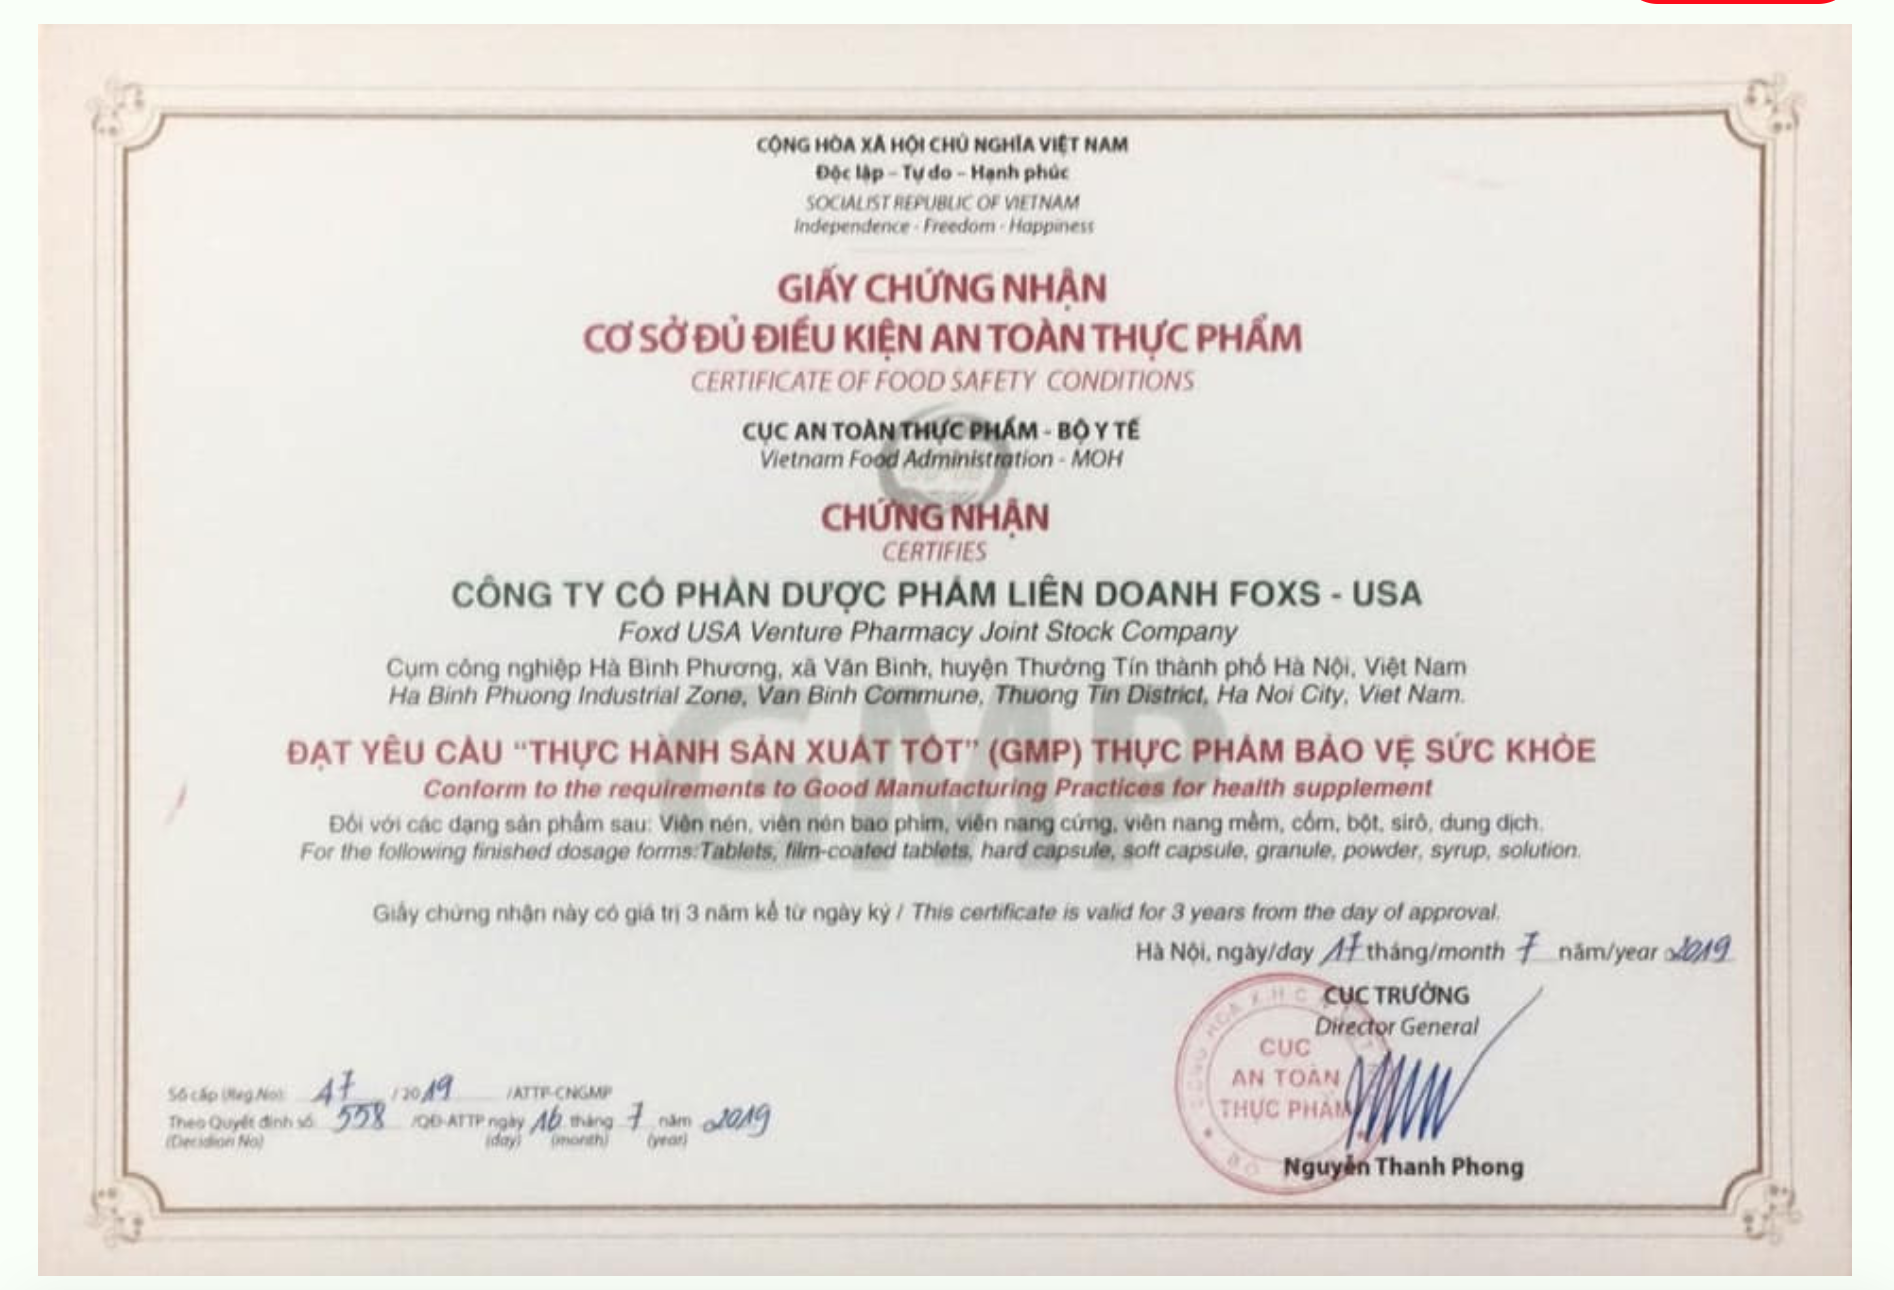 CỘNG HÒA XÃ HỘI CHỦ NGHĨA VIỆT NAM
Độc lập – Tự do – Hạnh phúc
SOCIALIST REPUBLIC OF VIETNAM
Independence - Freedom - Happiness
GIẤY CHỨNG NHẬN
CƠ SỞ ĐỦ ĐIỀU KIỆN AN TOÀN THỰC PHẨM
CERTIFICATE OF FOOD SAFETY CONDITIONS
CỤC AN TOÀN THỰC PHẨM - BỘ Y TẾ
Vietnam Food Administration - MOH
CHỨNG NHẬN
CERTIFIES
CÔNG TY CỔ PHẦN DƯỢC PHẨM LIÊN DOANH FOXS - USA
Foxd USA Venture Pharmacy Joint Stock Company
Cụm công nghiệp Hà Bình Phương, xã Văn Bình, huyện Thường Tín thành phố Hà Nội, Việt Nam
Ha Binh Phuong Industrial Zone, Van Binh Commune, Thuong Tin District, Ha Noi City, Viet Nam.
GMP
ĐẠT YÊU CẦU “THỰC HÀNH SẢN XUẤT TỐT” (GMP) THỰC PHẨM BẢO VỆ SỨC KHỎE
Conform to the requirements to Good Manufacturing Practices for health supplement
Đối với các dạng sản phẩm sau: Viên nén, viên nén bao phim, viên nang cứng, viên nang mềm, cốm, bột, sirô, dung dịch.
For the following finished dosage forms:Tablets, film-coated tablets, hard capsule, soft capsule, granule, powder, syrup, solution.
Giấy chứng nhận này có giá trị 3 năm kể từ ngày ký / This certificate is valid for 3 years from the day of approval.
Hà Nội, ngày/day 17 tháng/month 7 năm/year 2019
CỤC TRƯỞNG
Director General
CỤC
AN TOÀN
THỰC PHẨM
Nguyễn Thanh Phong
Số cấp (Reg.No): 17 /2019 /ATTP-CNGMP
Theo Quyết định số 558 /QĐ-ATTP ngày 16 tháng 7 năm 2019
(Decidion No) (day) (month) (year)